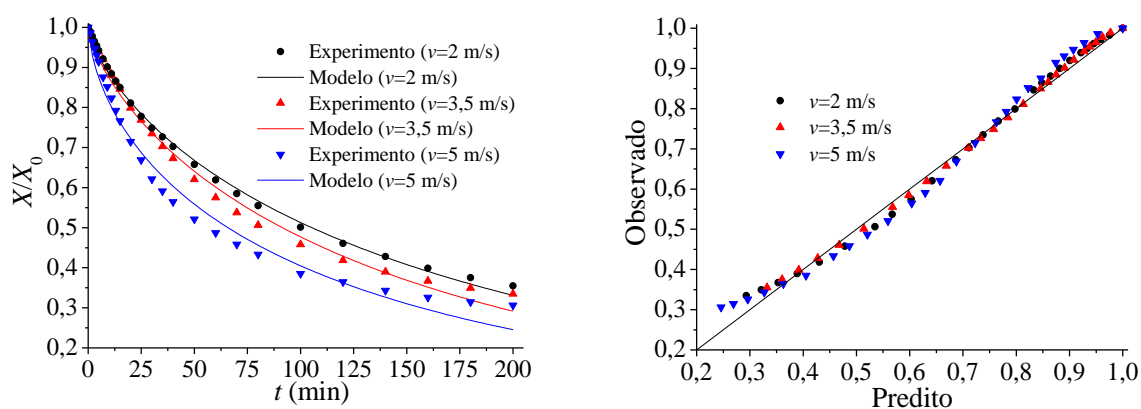 X/X0
1,0
0,9
0,8
0,7
0,6
0,5
0,4
0,3
0,2
Experimento (v=2 m/s)
Modelo (v=2 m/s)
Experimento (v=3,5 m/s)
Modelo (v=3,5 m/s)
Experimento (v=5 m/s)
Modelo (v=5 m/s)
0 25 50 75 100 125 150 175 200
t (min)
Observado
1,0
0,9
0,8
0,7
0,6
0,5
0,4
0,3
0,2
v=2 m/s
v=3,5 m/s
v=5 m/s
0,2 0,3 0,4 0,5 0,6 0,7 0,8 0,9 1,0
Predito